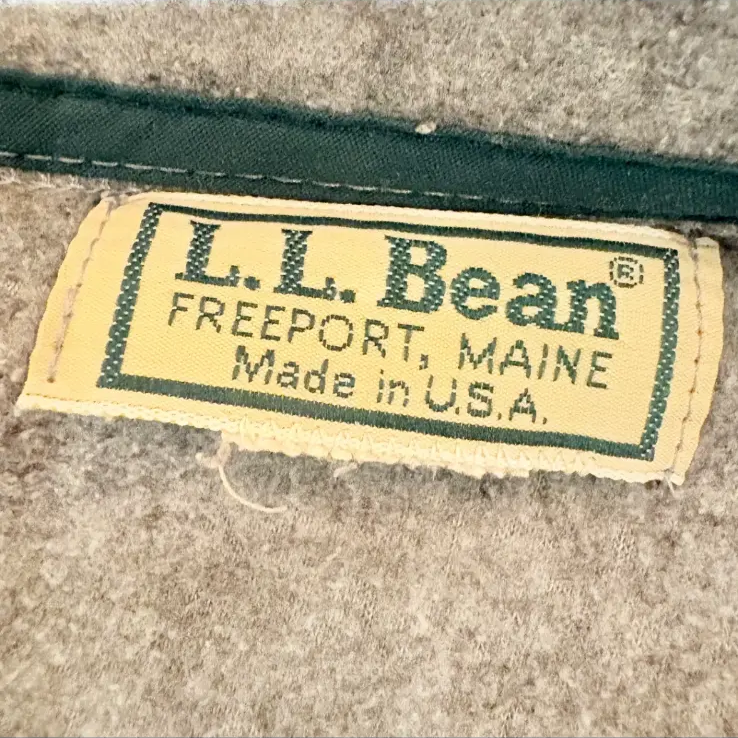 L.L. Bean®
FREEPORT, MAINE
Made in U.S.A.